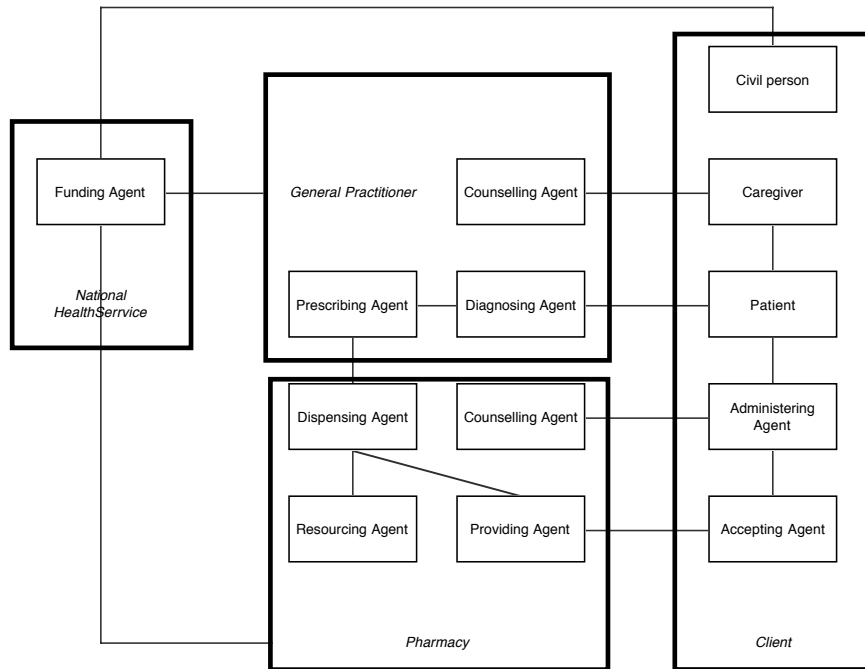 Civil person
Funding Agent
General Practitioner
Counselling Agent
Caregiver
National
HealthSerrvice
Prescribing Agent
Diagnosing Agent
Patient
Dispensing Agent
Counselling Agent
Administering
Agent
Resourcing Agent
Providing Agent
Accepting Agent
Pharmacy
Client